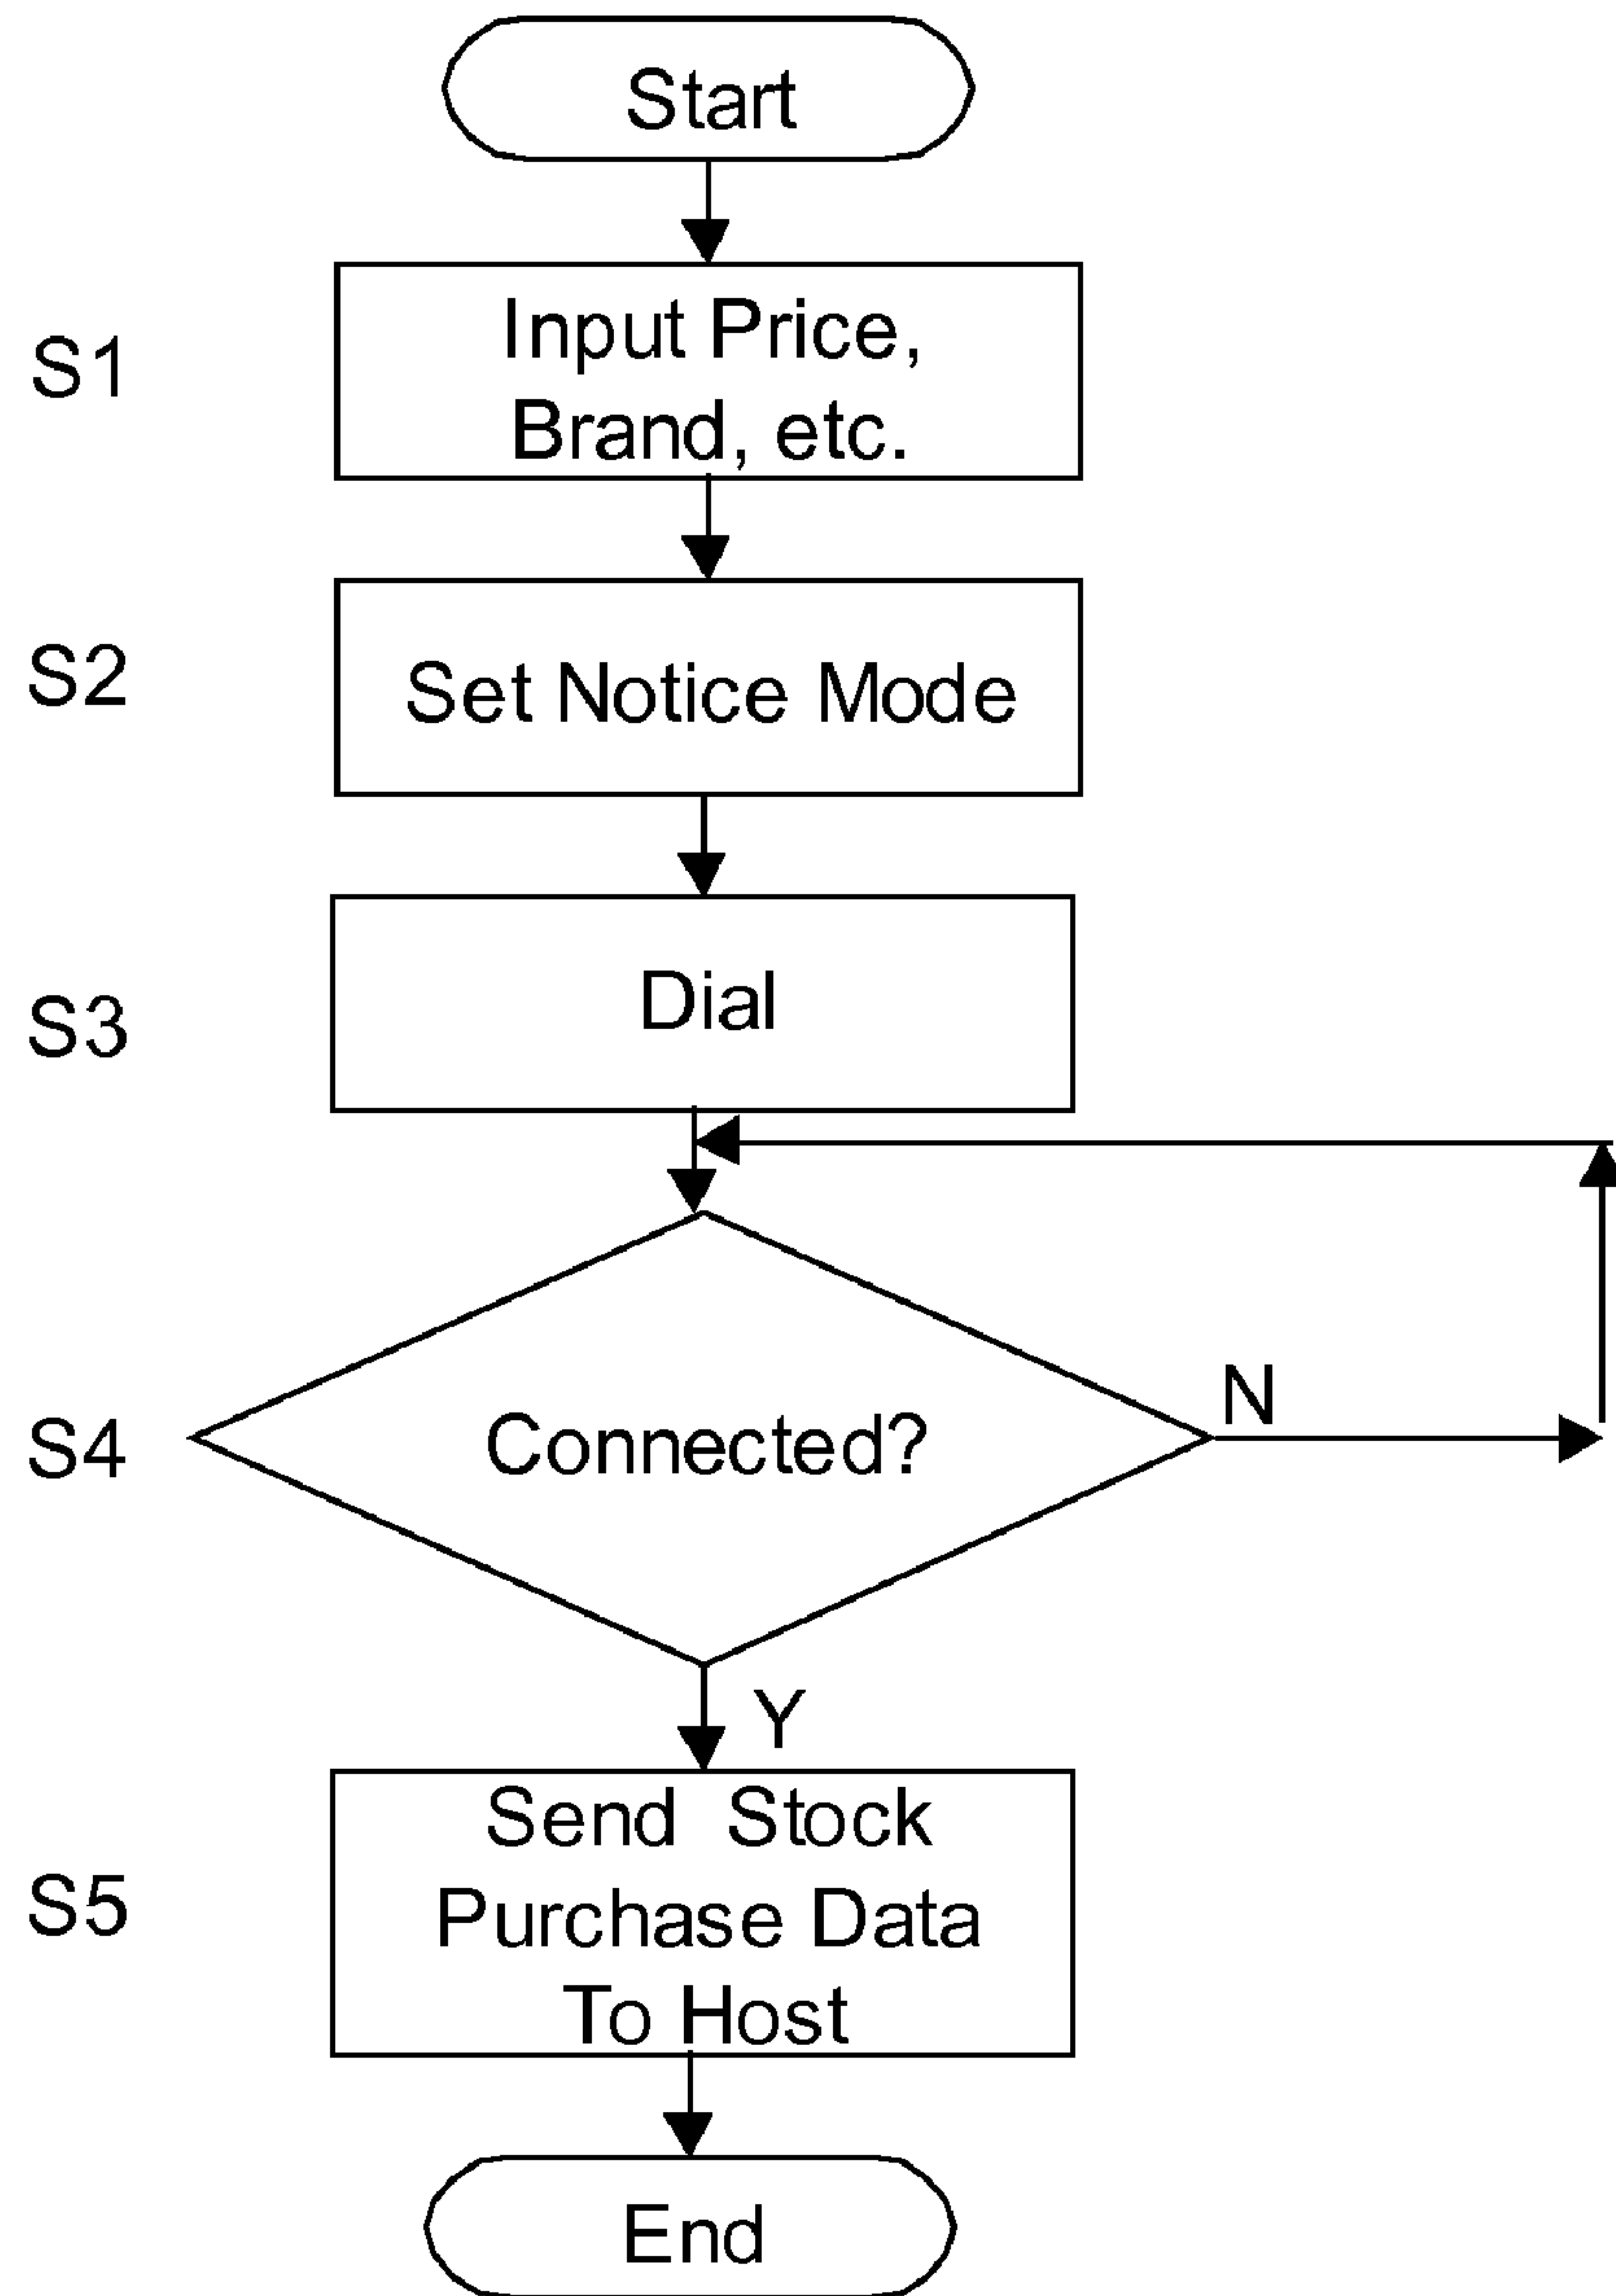 Start
S1
Input Price,
Brand, etc.
S2
Set Notice Mode
S3
Dial
S4
Connected?
N
Y
S5
Send Stock
Purchase Data
To Host
End